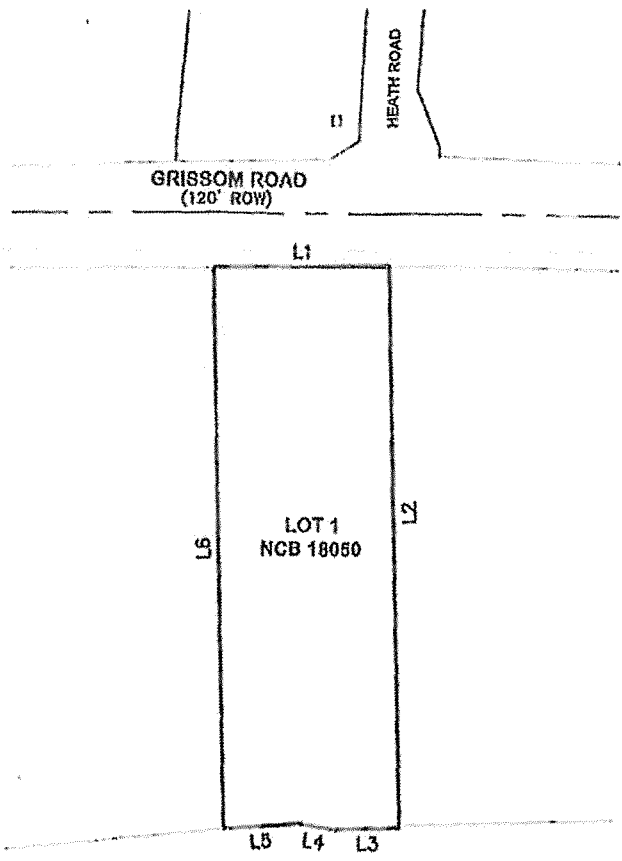 HEATH ROAD
GRISSOM ROAD
(120' ROW)
L1
L2
L6
LOT 1
NCB 18050
L5
L4
L3